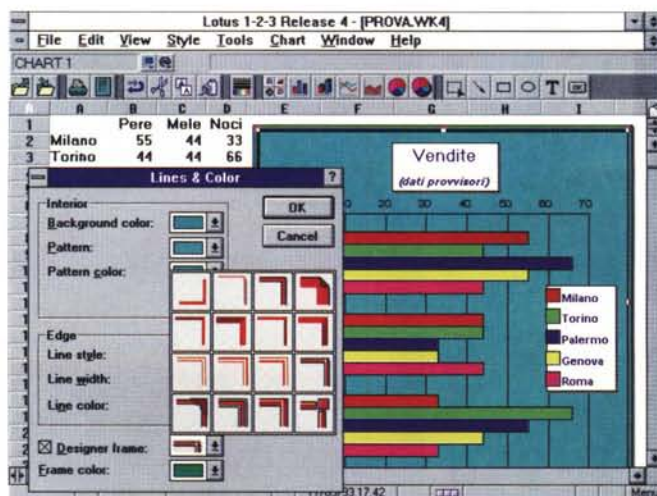 Lotus 1-2-3 Release 4 - [PROVA.WK4]
File Edit View Style Tools Chart Window Help
CHART 1
A B C D E F G H I
1 Pere Mele Noci
2 Milano 55 44 33
3 Torino 44 44 66
Vendite
(dati provvisori)
Lines & Color ?
Interior
Background color:
Pattern:
Pattern color:
OK
Cancel
30 40 50 60 70
Milano
Torino
Palermo
Genova
Roma
Edge
Line style:
Line width:
Line color:
Designer frame:
Frame color: